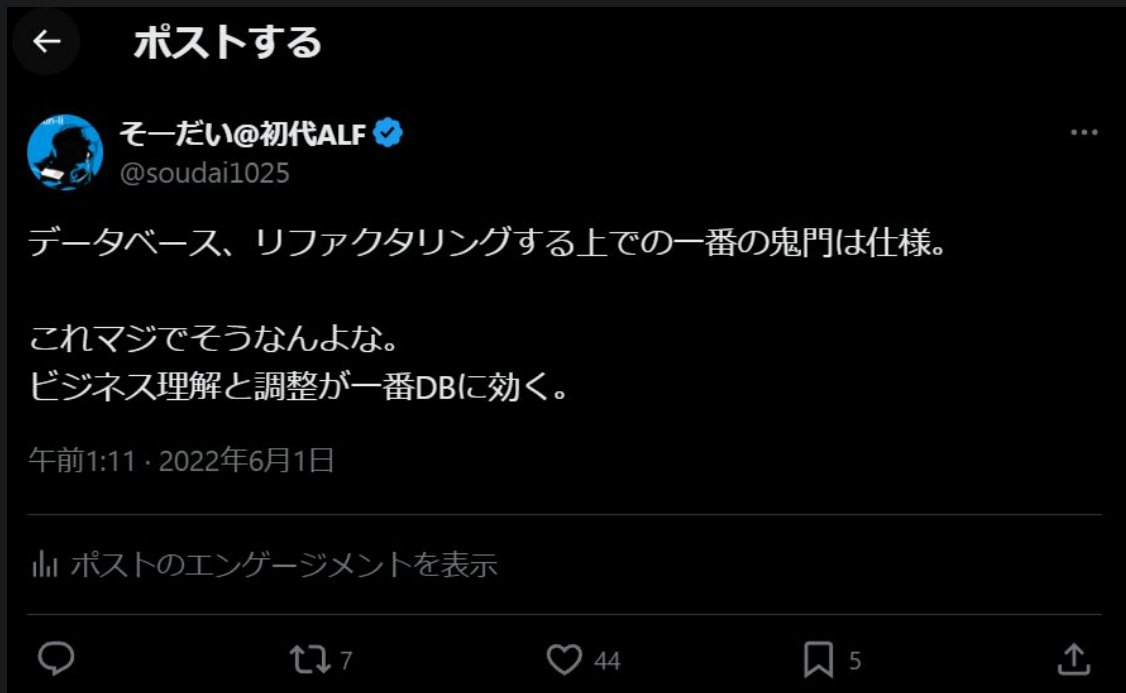 ポストする
そーだい@初代ALF
@soudai1025
データベース、リファクタリングする上での一番の鬼門は仕様。
これマジでそうなんよな。
ビジネス理解と調整が一番DBに効く。
午前1:11 · 2022年6月1日
ポストのエンゲージメントを表示
7 44 5